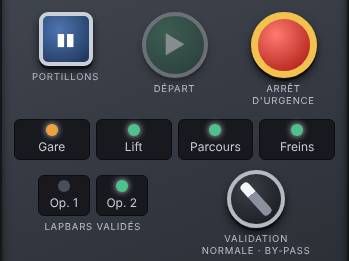 PORTILLONS
DÉPART
ARRÊT
D'URGENCE
Gare
Lift
Parcours
Freins
Op. 1
Op. 2
LAPBARS VALIDÉS
VALIDATION
NORMALE · BY-PASS